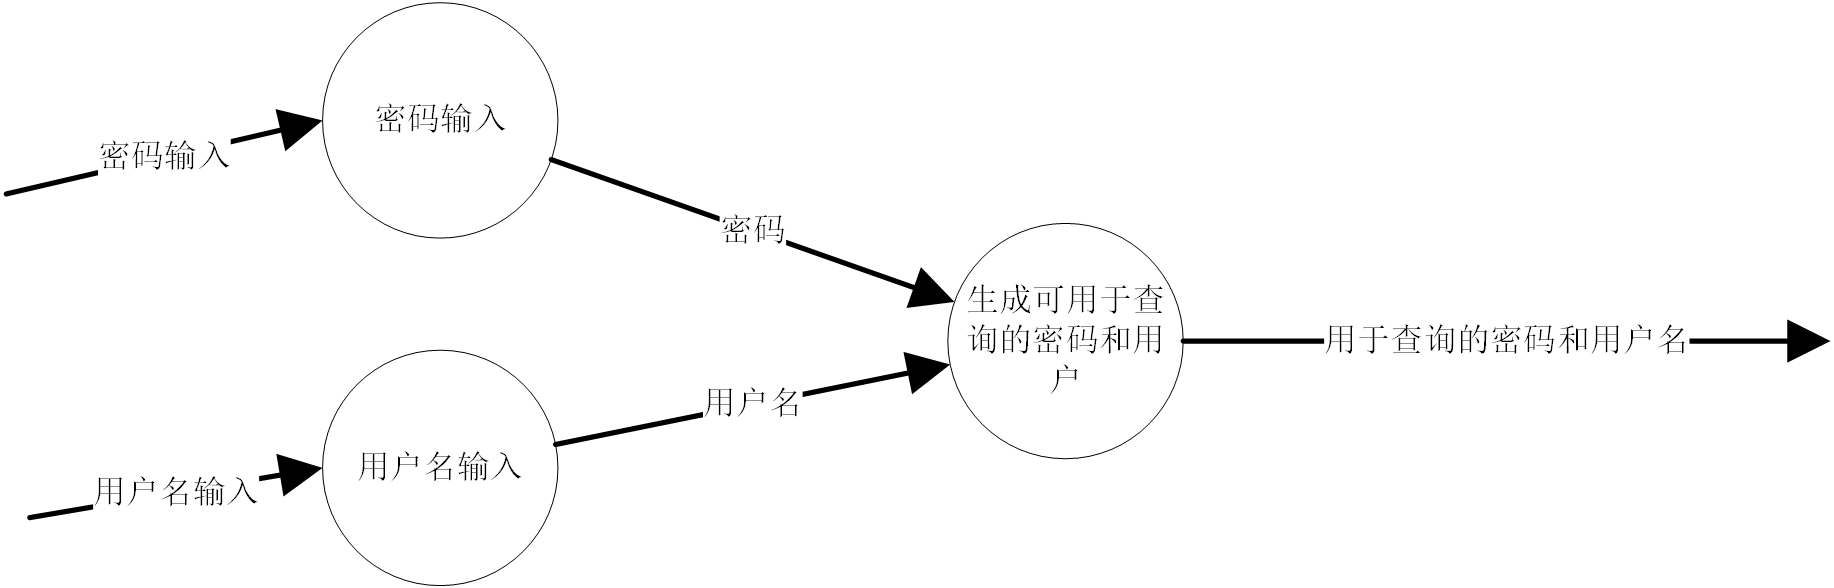 密码输入
密码输入
密码
生成可用于查
询的密码和用
户
用于查询的密码和用户名
用户名
用户名输入
用户名输入